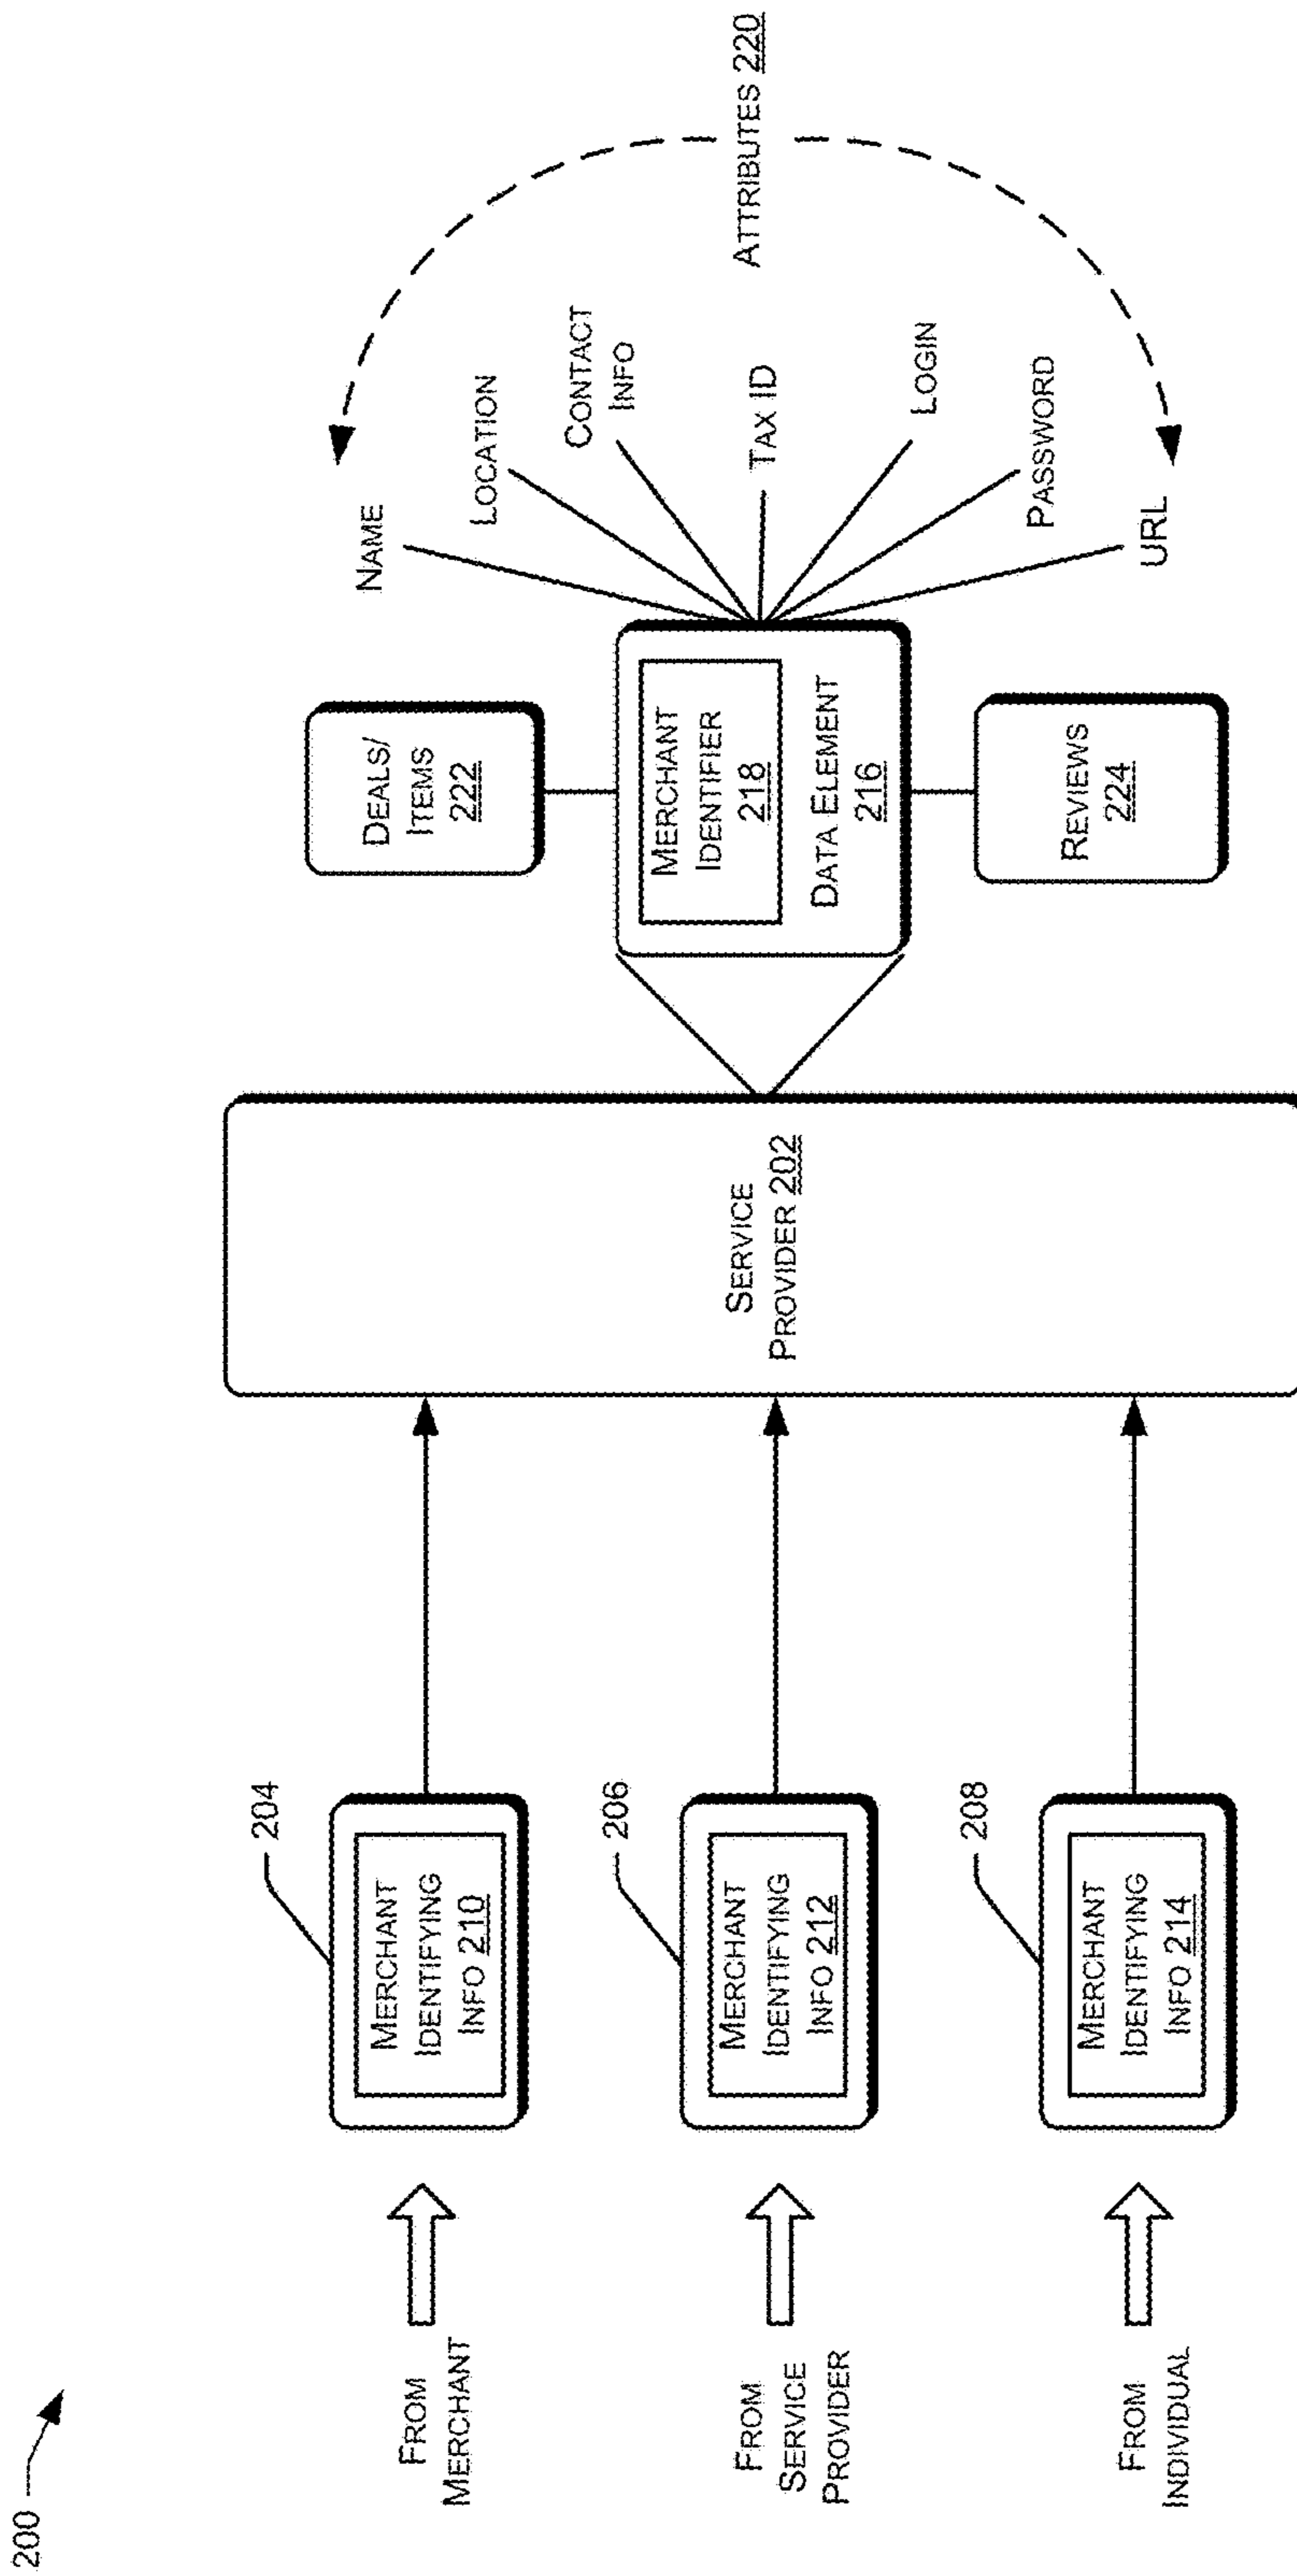 200
FROM
MERCHANT
204
MERCHANT
IDENTIFYING
INFO 210
FROM
SERVICE
PROVIDER
206
MERCHANT
IDENTIFYING
INFO 212
FROM
INDIVIDUAL
208
MERCHANT
IDENTIFYING
INFO 214
SERVICE
PROVIDER 202
DEALS/
ITEMS
222
MERCHANT
IDENTIFIER
218
DATA ELEMENT
216
REVIEWS
224
NAME
LOCATION
CONTACT
INFO
TAX ID
LOGIN
PASSWORD
URL
ATTRIBUTES 220